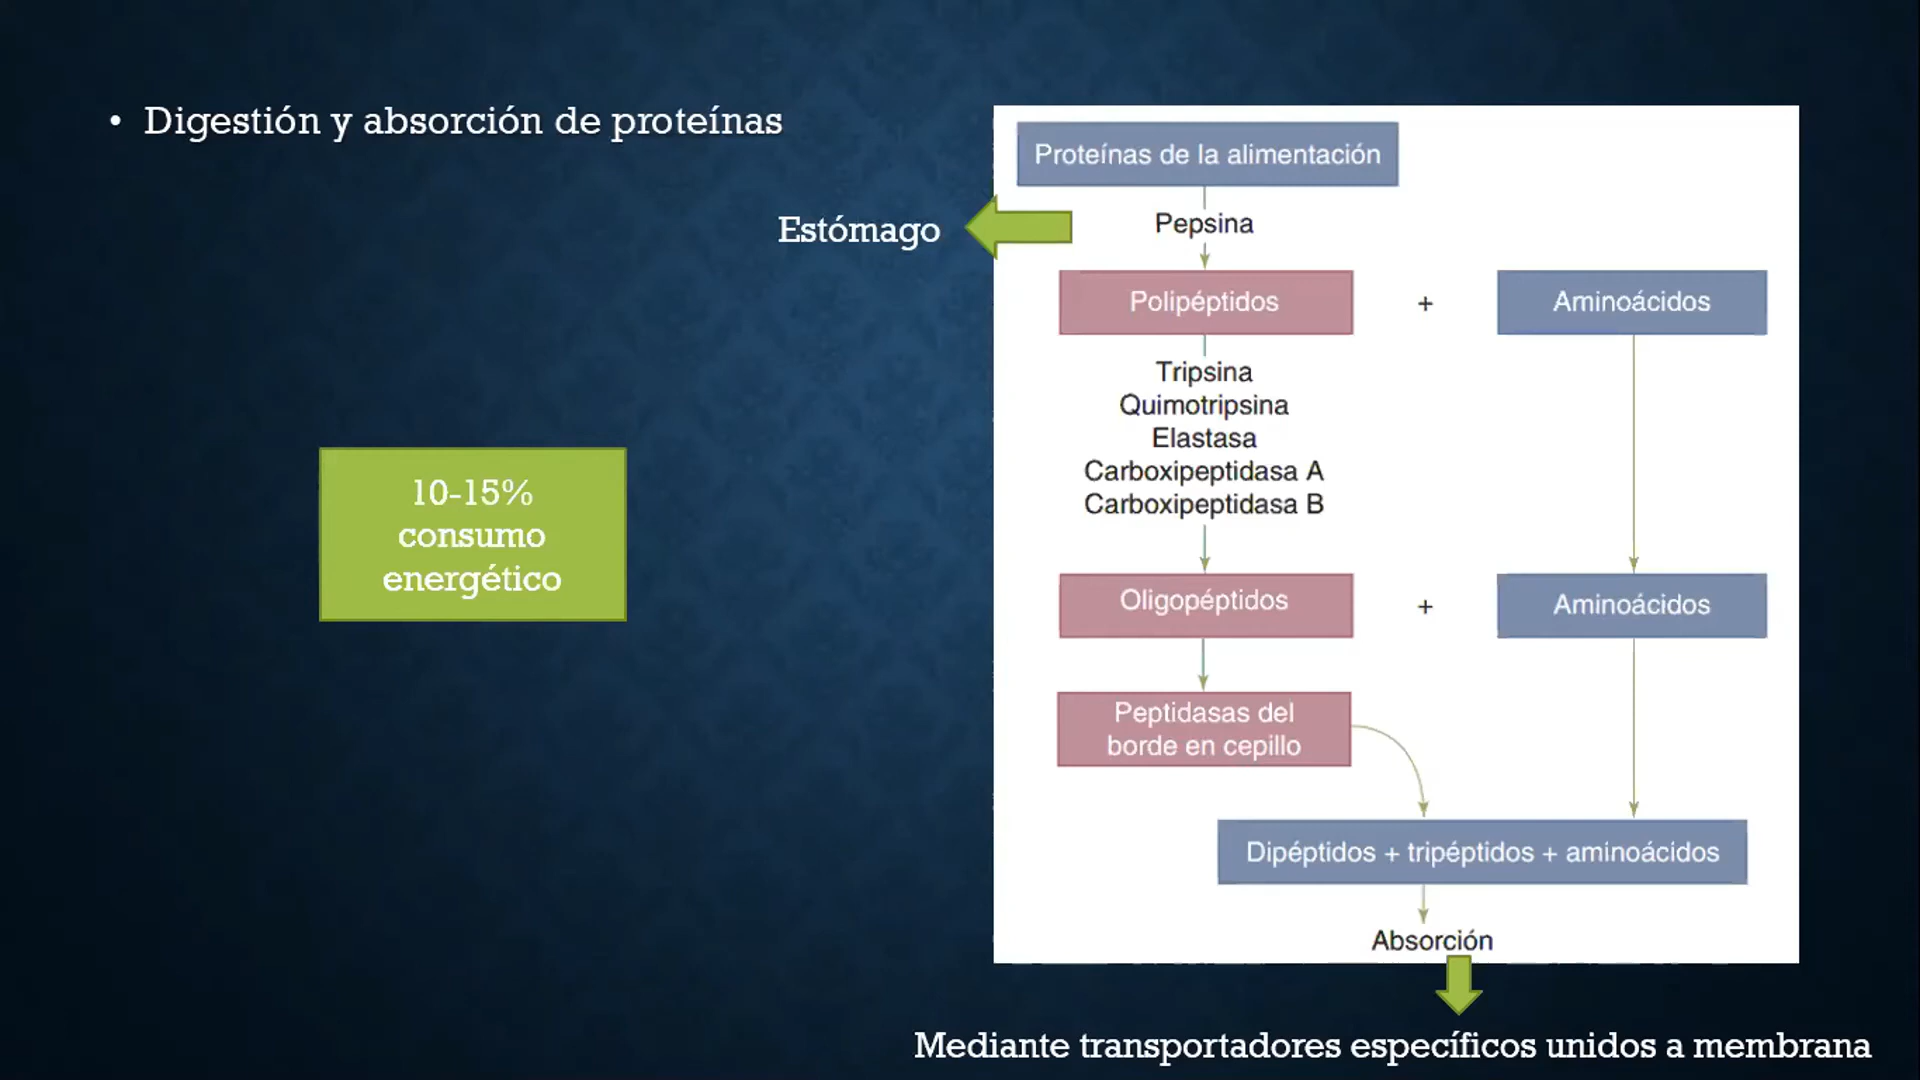 • Digestión y absorción de proteínas
Proteínas de la alimentación
Estómago
Pepsina
Polipéptidos + Aminoácidos
Tripsina
Quimotripsina
Elastasa
Carboxipeptidasa A
Carboxipeptidasa B
10-15%
consumo
energético
Oligopéptidos + Aminoácidos
Peptidasas del
borde en cepillo
Dipéptidos + tripéptidos + aminoácidos
Absorción
Mediante transportadores específicos unidos a membrana